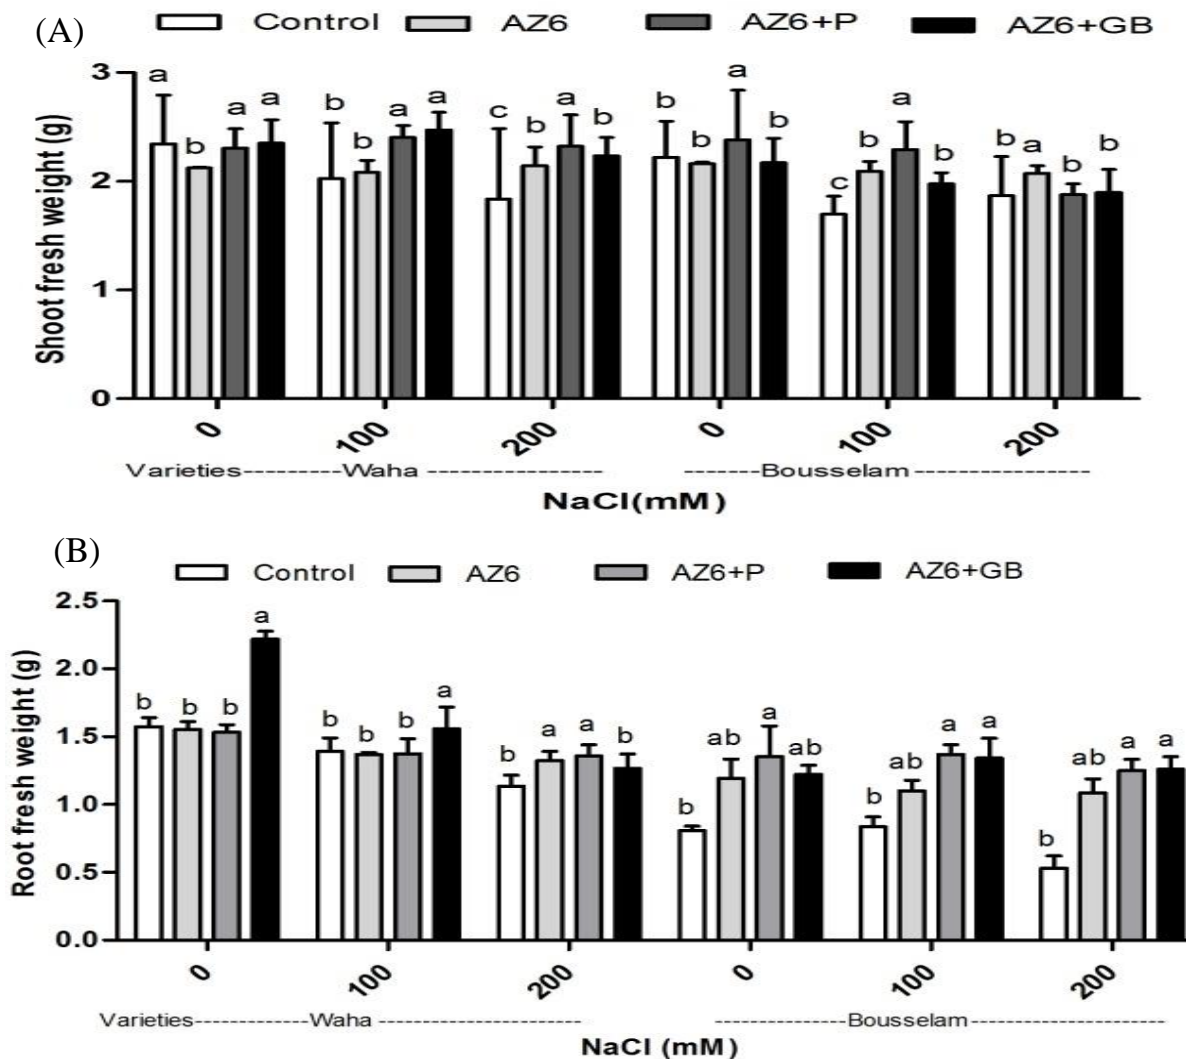 (A) Control AZ6 AZ6+P AZ6+GB
Shoot fresh weight (g)
3
2
1
0
a b a a b b a a c b a b b b a b c b a b b a b b
0 100 200 0 100 200
Varieties----------Waha ----------------- -------Bousselam -----------------
NaCl(mM)
(B) Control AZ6 AZ6+P AZ6+GB
Root fresh weight (g)
2.5
2.0
1.5
1.0
0.5
0.0
b b b a b b b a b a a b b ab a ab b ab a a b ab a a
0 100 200 0 100 200
Varieties-------------Waha ----------------------- --------------Bousselam----------------------
NaCl (mM)